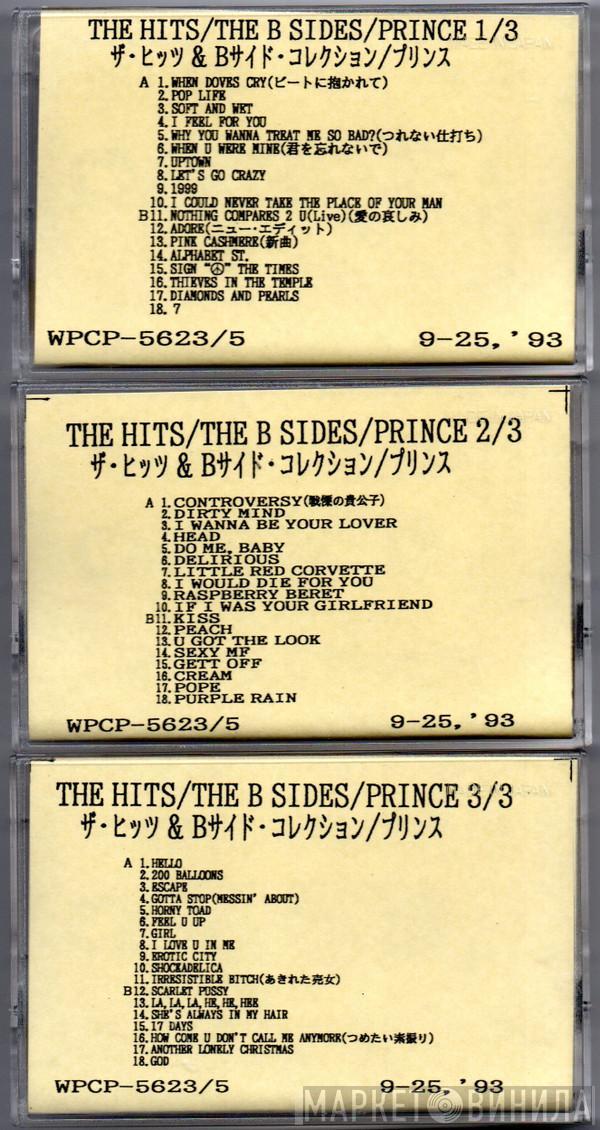 THE HITS/THE B SIDES/PRINCE 1/3
ザ・ヒッツ & Bサイド・コレクション/プリンス
A 1. WHEN DOVES CRY(ビートに抱かれて)
2. POP LIFE
3. SOFT AND WET
4. I FEEL FOR YOU
5. WHY YOU WANNA TREAT ME SO BAD?(つれない仕打ち)
6. WHEN U WERE MINE(君を忘れないで)
7. UPTOWN
8. LET'S GO CRAZY
9. 1999
10. I COULD NEVER TAKE THE PLACE OF YOUR MAN
B11. NOTHING COMPARES 2 U(Live)(愛の哀しみ)
12. ADORE(ニュー・エディット)
13. PINK CASHMERE(新曲)
14. ALPHABET ST.
15. SIGN "☮" THE TIMES
16. THIEVES IN THE TEMPLE
17. DIAMONDS AND PEARLS
18. 7
WPCP-5623/5 9-25,'93
THE HITS/THE B SIDES/PRINCE 2/3
ザ・ヒッツ & Bサイド・コレクション/プリンス
A 1. CONTROVERSY(戦慄の貴公子)
2. DIRTY MIND
3. I WANNA BE YOUR LOVER
4. HEAD
5. DO ME, BABY
6. DELIRIOUS
7. LITTLE RED CORVETTE
8. I WOULD DIE FOR YOU
9. RASPBERRY BERET
10. IF I WAS YOUR GIRLFRIEND
B11. KISS
12. PEACH
13. U GOT THE LOOK
14. SEXY MF
15. GETT OFF
16. CREAM
17. POPE
18. PURPLE RAIN
WPCP-5623/5 9-25,'93
THE HITS/THE B SIDES/PRINCE 3/3
ザ・ヒッツ & Bサイド・コレクション/プリンス
A 1. HELLO
2. 200 BALLOONS
3. ESCAPE
4. GOTTA STOP(MESSIN' ABOUT)
5. HORNY TOAD
6. FEEL U UP
7. GIRL
8. I LOVE U IN ME
9. EROTIC CITY
10. SHOCKADELICA
11. IRRESISTIBLE BITCH(あきれた売女)
B12. SCARLET PUSSY
13. LA, LA, LA, HE, HE, HEE
14. SHE'S ALWAYS IN MY HAIR
15. 17 DAYS
16. HOW COME U DON'T CALL ME ANYMORE(つめたい素振り)
17. ANOTHER LONELY CHRISTMAS
18. GOD
WPCP-5623/5 9-25,'93
МАРКЕТ ВИНИЛА